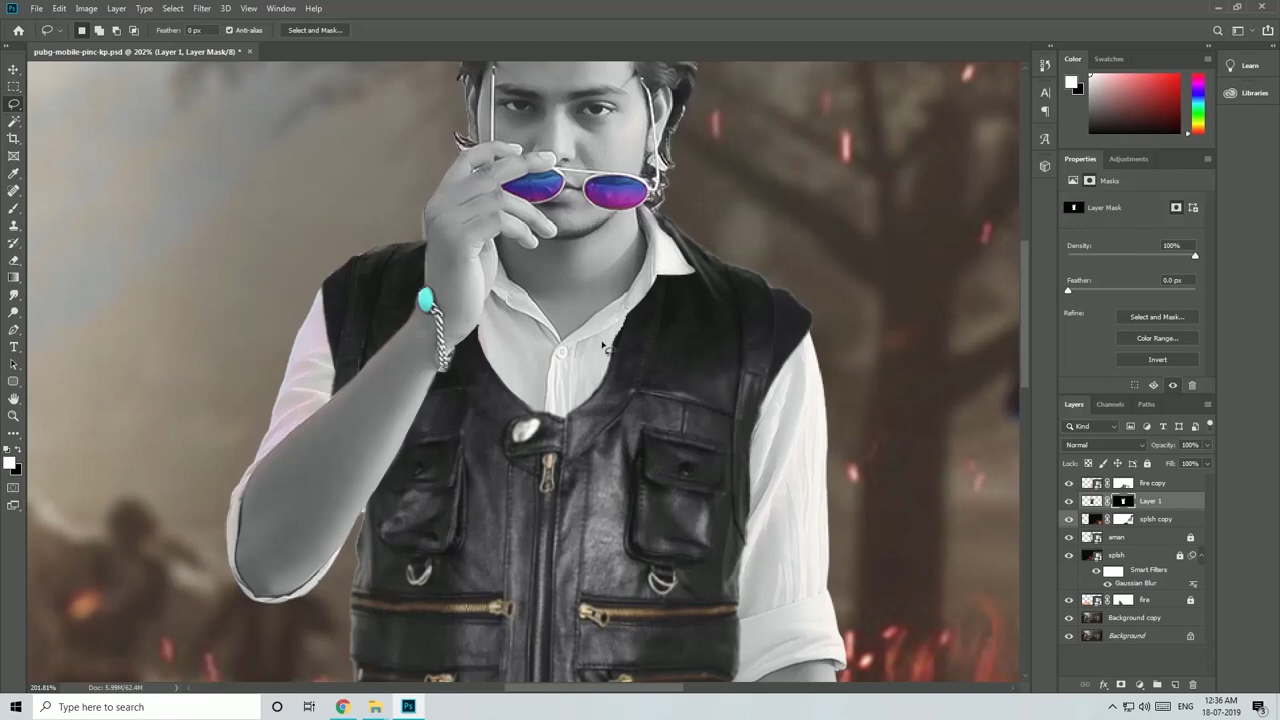 Ps File Edit Image Layer Type Select Filter 3D View Window Help
Feather: 0 px Anti-alias Select and Mask...
pubg-mobile-pinc-kp.psd @ 202% (Layer 1, Layer Mask/8) * ×
Color Swatches
Learn
Libraries
Properties Adjustments
Masks
Layer Mask
Density: 100%
Feather: 0.0 px
Refine: Select and Mask...
Color Range...
Invert
Layers Channels Paths
Kind
Normal Opacity: 100%
Lock: Fill: 100%
fire copy
Layer 1
splsh copy
aman
splsh
Smart Filters
Gaussian Blur
fire
Background copy
Background
201.81% Doc: 5.99M/62.4M
Type here to search
Ps
ENG
12:36 AM
18-07-2019
3